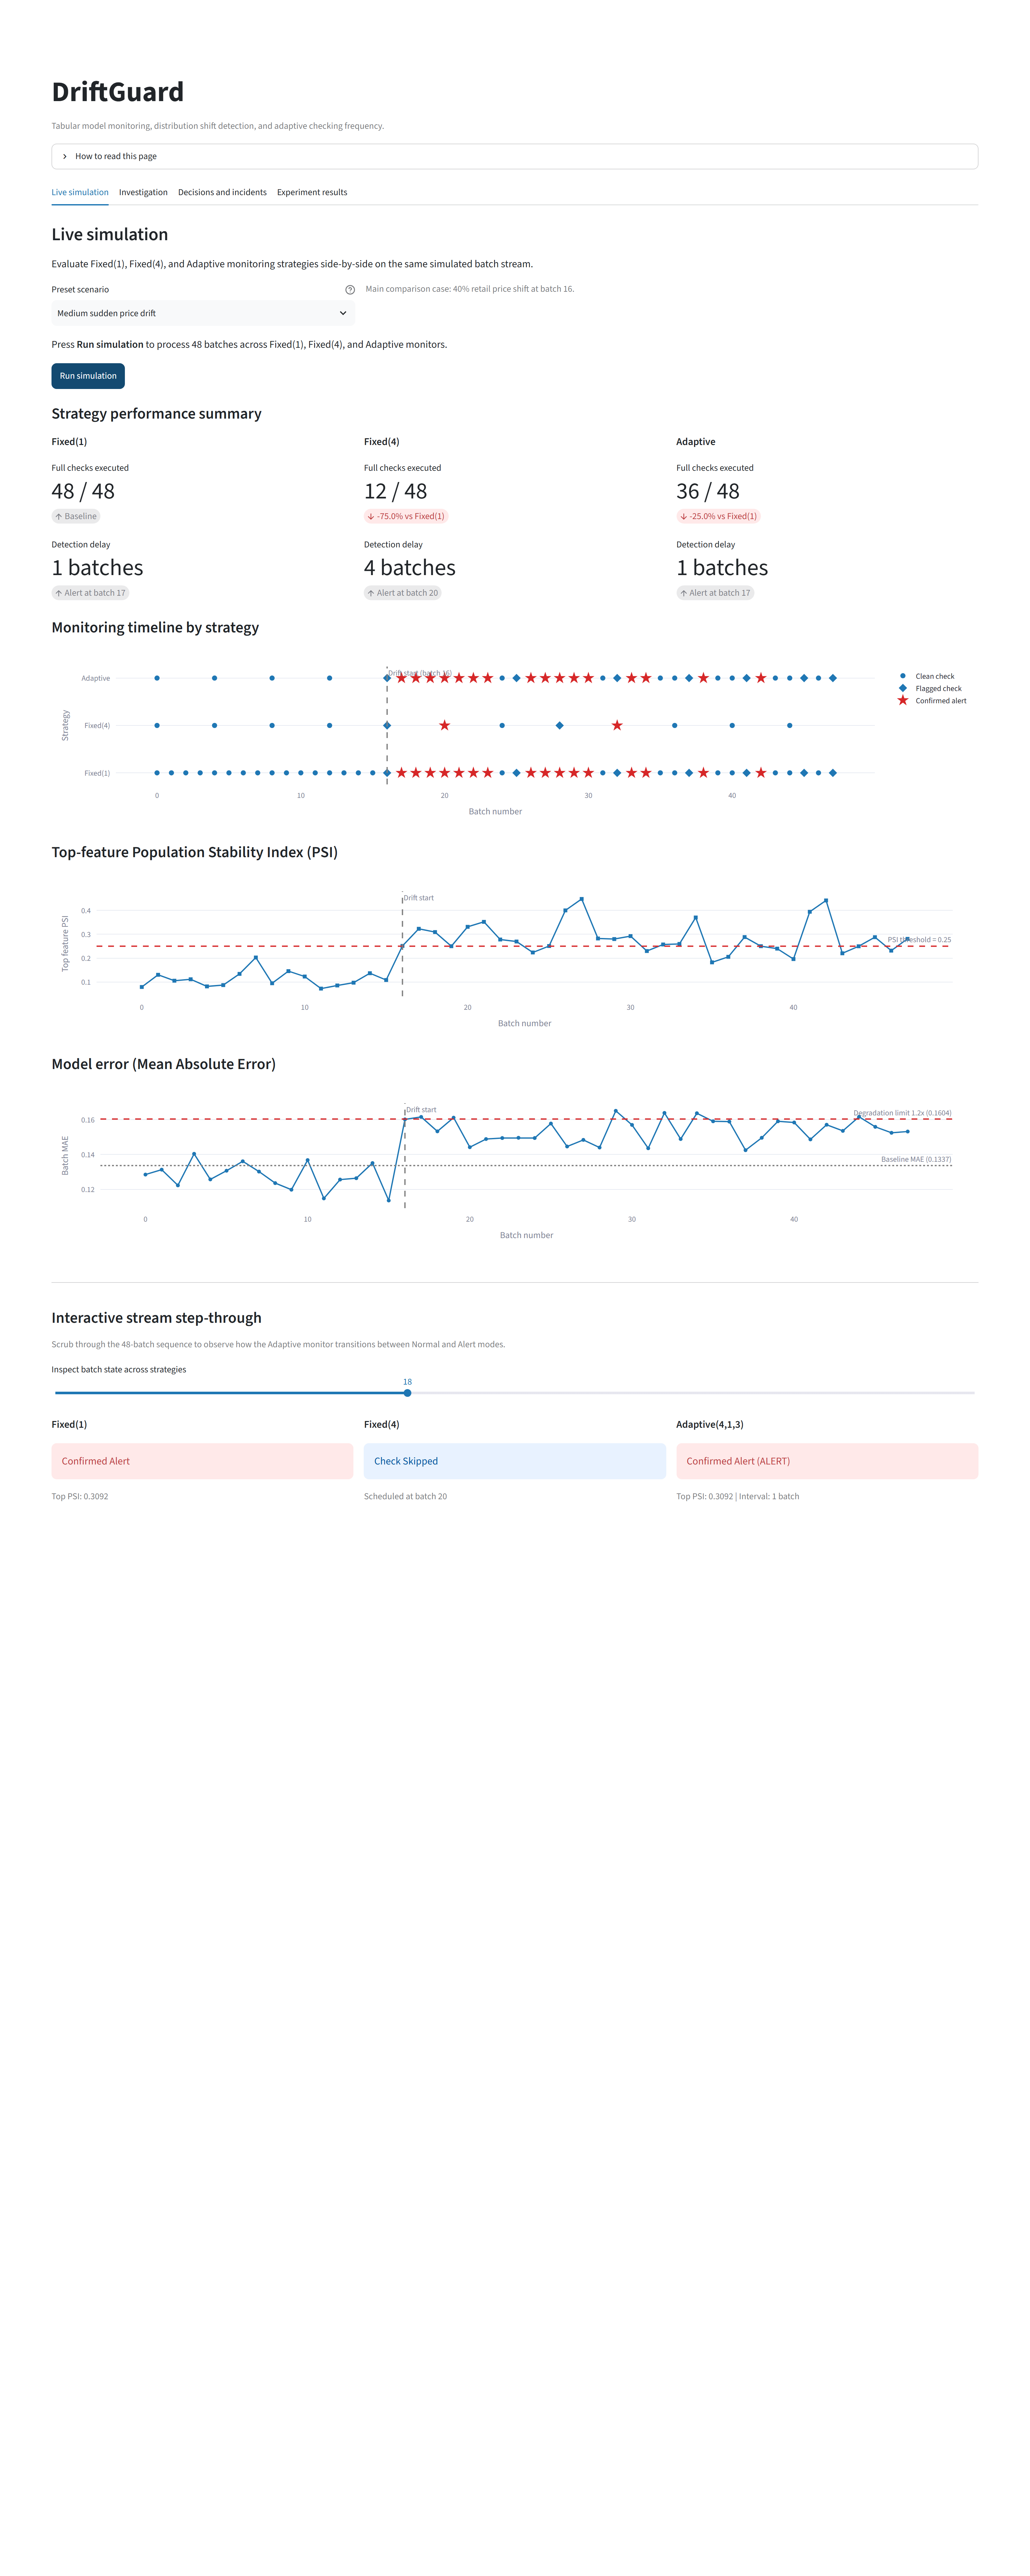 DriftGuard
Tabular model monitoring, distribution shift detection, and adaptive checking frequency.
How to read this page
Live simulation Investigation Decisions and incidents Experiment results
Live simulation
Evaluate Fixed(1), Fixed(4), and Adaptive monitoring strategies side-by-side on the same simulated batch stream.
Preset scenario
Main comparison case: 40% retail price shift at batch 16.
Medium sudden price drift
Press Run simulation to process 48 batches across Fixed(1), Fixed(4), and Adaptive monitors.
Run simulation
Strategy performance summary
Fixed(1) Fixed(4) Adaptive
Full checks executed Full checks executed Full checks executed
48 / 48 12 / 48 36 / 48
↑ Baseline ↓ -75.0% vs Fixed(1) ↓ -25.0% vs Fixed(1)
Detection delay Detection delay Detection delay
1 batches 4 batches 1 batches
↑ Alert at batch 17 ↑ Alert at batch 20 ↑ Alert at batch 17
Monitoring timeline by strategy
Drift start (batch 16)
Adaptive
Fixed(4)
Fixed(1)
Strategy
0 10 20 30 40
Batch number
Clean check
Flagged check
Confirmed alert
Top-feature Population Stability Index (PSI)
Drift start
0.4
0.3
0.2
0.1
Top feature PSI
PSI threshold = 0.25
0 10 20 30 40
Batch number
Model error (Mean Absolute Error)
Drift start
Degradation limit 1.2x (0.1604)
0.16
0.14
0.12
Batch MAE
Baseline MAE (0.1337)
0 10 20 30 40
Batch number
Interactive stream step-through
Scrub through the 48-batch sequence to observe how the Adaptive monitor transitions between Normal and Alert modes.
Inspect batch state across strategies
18
Fixed(1) Fixed(4) Adaptive(4,1,3)
Confirmed Alert Check Skipped Confirmed Alert (ALERT)
Top PSI: 0.3092 Scheduled at batch 20 Top PSI: 0.3092 | Interval: 1 batch